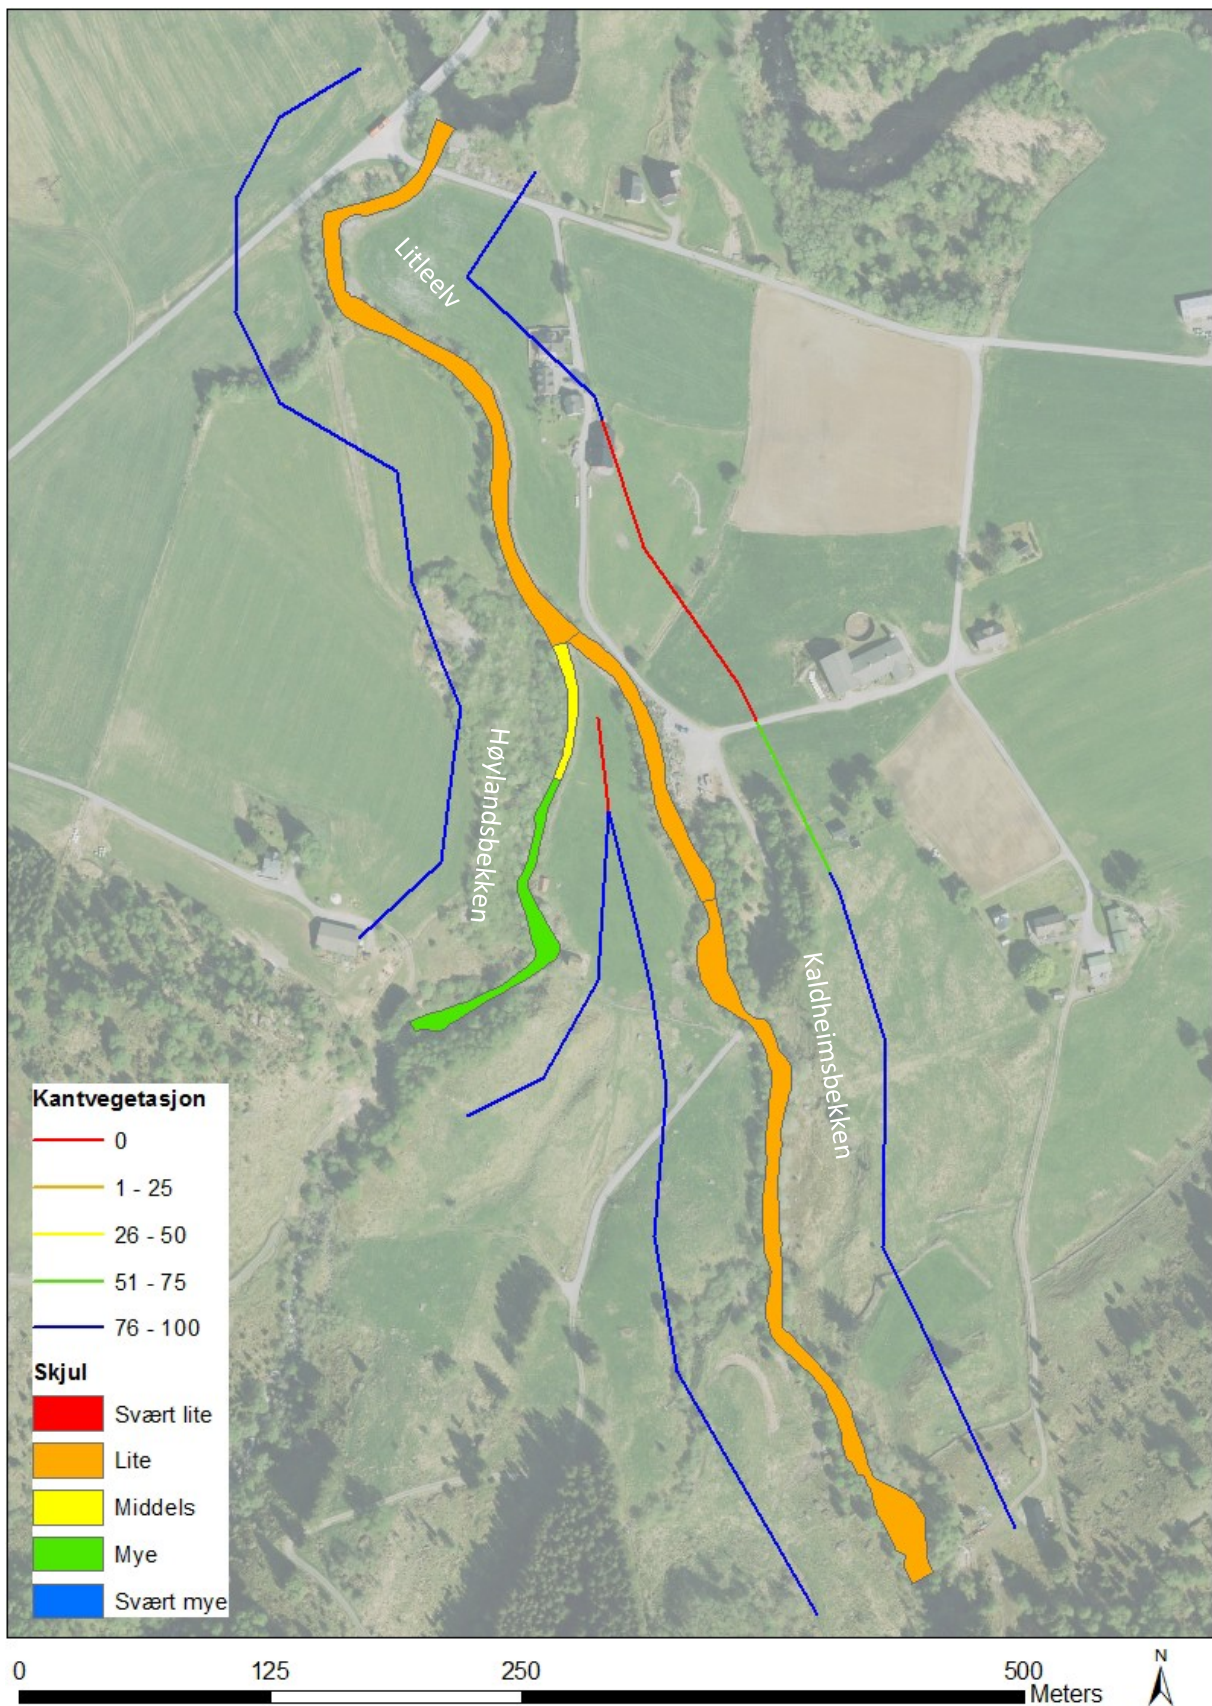 Litleelv
Høylandsbekken
Kaldheimsbekken
Kantvegetasjon
0
1 - 25
26 - 50
51 - 75
76 - 100
Skjul
Svært lite
Lite
Middels
Mye
Svært mye
0 125 250 500
Meters
N